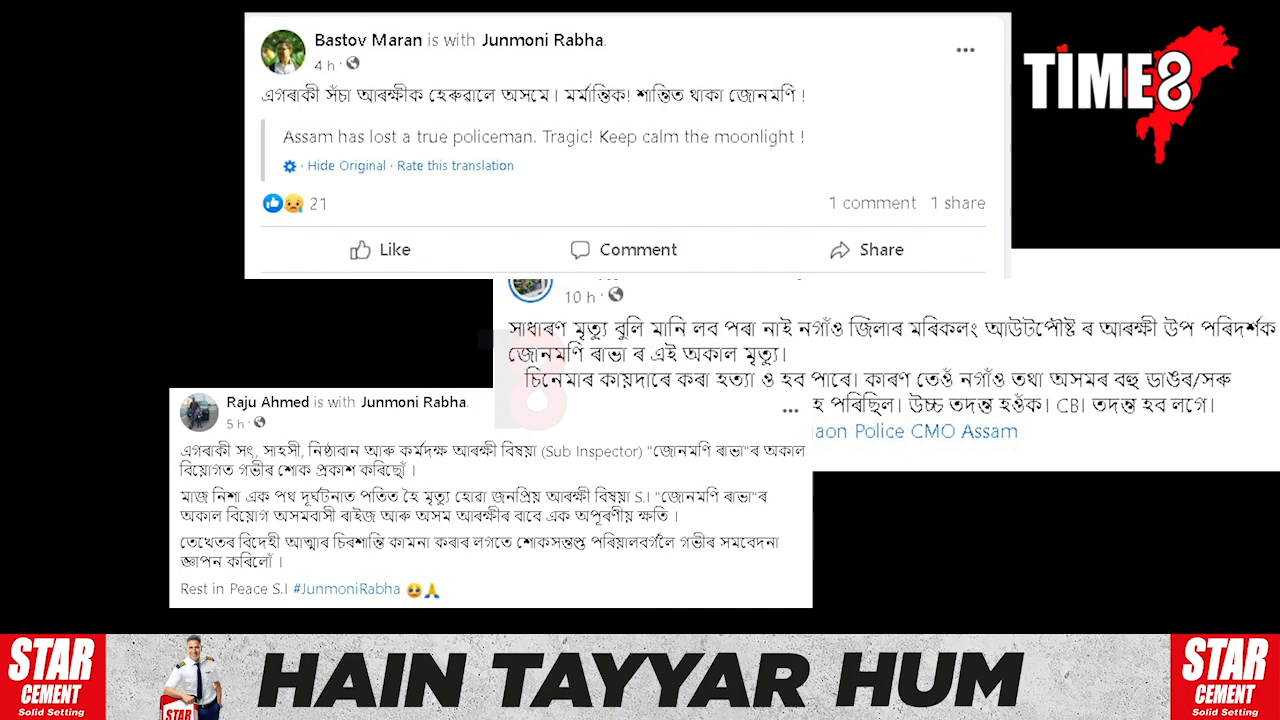 Bastov Maran is with Junmoni Rabha.
4 h
এগৰাকী সঁচা আৰক্ষীক হেৰুৱালে অসমে। মৰ্মান্তিক! শান্তিত থাকা জোনমণি !
Assam has lost a true policeman. Tragic! Keep calm the moonlight !
· Hide Original · Rate this translation
21
1 comment 1 share
Like Comment Share
TIME8
10 h
সাধাৰণ মৃত্যু বুলি মানি লব পৰা নাই নগাঁও জিলাৰ মৰিকলং আউটপৌষ্ট ৰ আৰক্ষী উপ পৰিদৰ্শক
জোনমণি ৰাভা ৰ এই অকাল মৃত্যু।
চিনেমাৰ কায়দাৰে কৰা হত্যা ও হব পাৰে। কাৰণ তেওঁ নগাঁও তথা অসমৰ বহু ডাঙৰ/সৰু
হ পৰিছিল। উচ্চ তদন্ত হওঁক। CBI তদন্ত হব লগে।
aon Police CMO Assam
Raju Ahmed is with Junmoni Rabha.
5 h
এগৰাকী সৎ, সাহসী, নিষ্ঠাবান আৰু কৰ্মদক্ষ আৰক্ষী বিষয়া (Sub Inspector) "জোনমণি ৰাভা"ৰ অকাল
বিয়োগত গভীৰ শোক প্ৰকাশ কৰিছোঁ ।
মাজ নিশা এক পথ দূৰ্ঘটনাত পতিত হৈ মৃত্যু হোৱা জনপ্ৰিয় আৰক্ষী বিষয়া S.I "জোনমণি ৰাভা"ৰ
অকাল বিয়োগ অসমবাসী ৰাইজ আৰু অসম আৰক্ষীৰ বাবে এক অপূৰণীয় ক্ষতি ।
তেখেতৰ বিদেহী আত্মাৰ চিৰশান্তি কামনা কৰাৰ লগতে শোকসন্তপ্ত পৰিয়ালবৰ্গলৈ গভীৰ সমবেদনা
জ্ঞাপন কৰিলোঁ ।
Rest in Peace S.I #JunmoniRabha 🥹🙏
STAR
CEMENT
Solid Setting
STAR
HAIN TAYYAR HUM
STAR
CEMENT
Solid Setting